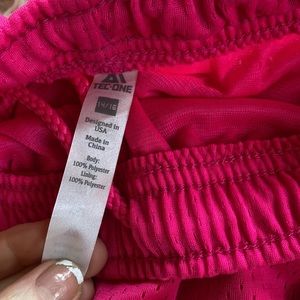 TEC-ONE
14/16
Designed in
USA
Made in
China
Body:
100% Polyester
Lining:
100% Polyester